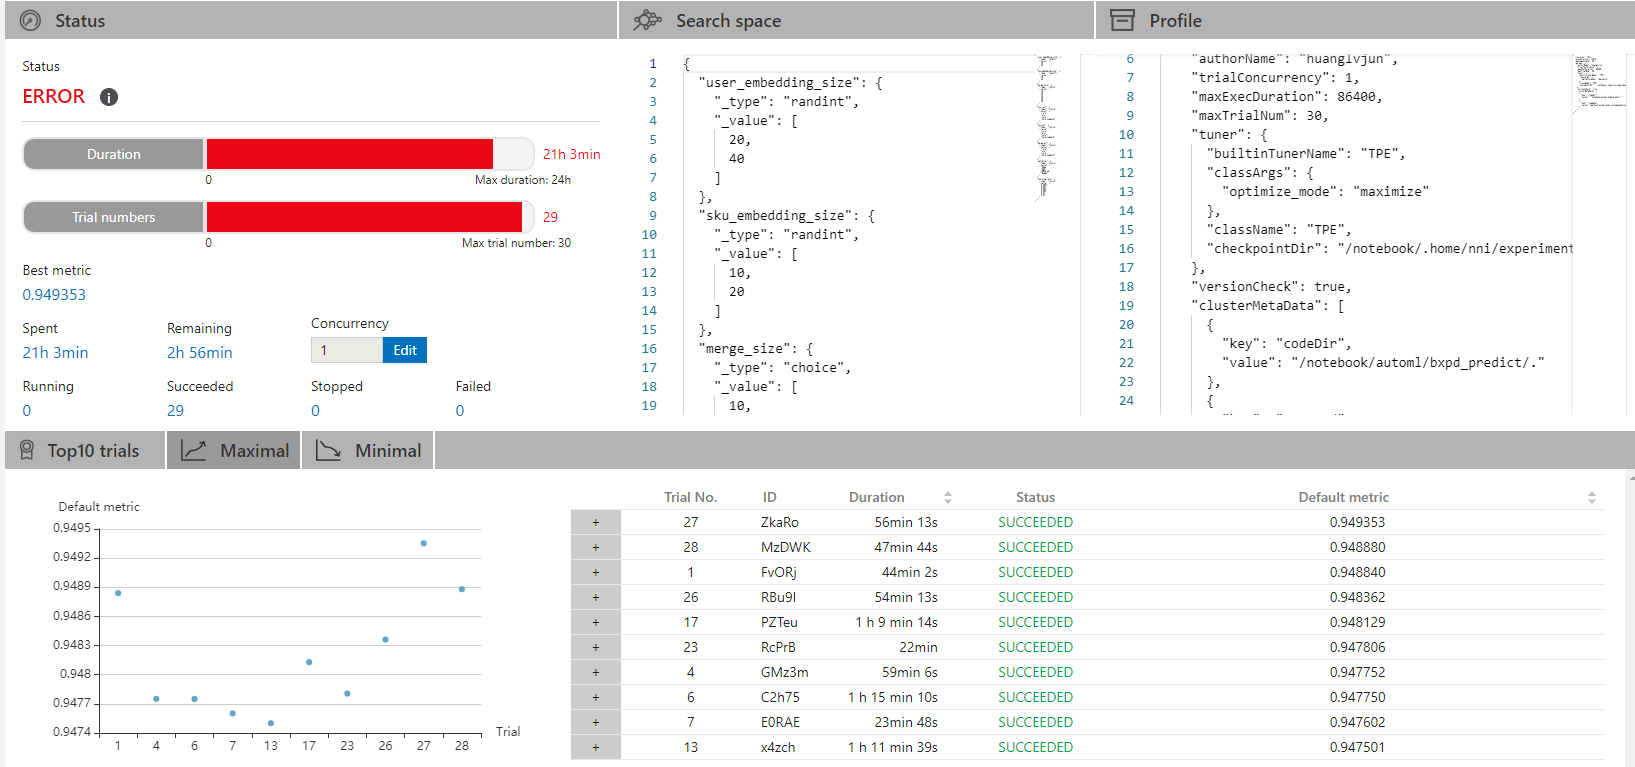 Status
Status
ERROR
Duration
21h 3min
0
Max duration: 24h
Trial numbers
29
0
Max trial number: 30
Best metric
0.949353
Spent
Remaining
Concurrency
21h 3min
2h 56min
1
Edit
Running
Succeeded
Stopped
Failed
0
29
0
0
Search space
1 {
2 "user_embedding_size": {
3 "_type": "randint",
4 "_value": [
5 20,
6 40
7 ]
8 },
9 "sku_embedding_size": {
10 "_type": "randint",
11 "_value": [
12 10,
13 20
14 ]
15 },
16 "merge_size": {
17 "_type": "choice",
18 "_value": [
19 10,
Profile
6 "authorName": "huanglvjun",
7 "trialConcurrency": 1,
8 "maxExecDuration": 86400,
9 "maxTrialNum": 30,
10 "tuner": {
11 "builtinTunerName": "TPE",
12 "classArgs": {
13 "optimize_mode": "maximize"
14 },
15 "className": "TPE",
16 "checkpointDir": "/notebook/.home/nni/experiment
17 },
18 "versionCheck": true,
19 "clusterMetaData": [
20 {
21 "key": "codeDir",
22 "value": "/notebook/automl/bxpd_predict/."
23 },
24 {
Top10 trials
Maximal
Minimal
Default metric
0.9495
0.9492
0.9489
0.9486
0.9483
0.948
0.9477
0.9474
1 4 6 7 13 17 23 26 27 28
Trial
Trial No. ID Duration Status Default metric
+ 27 ZkaRo 56min 13s SUCCEEDED 0.949353
+ 28 MzDWK 47min 44s SUCCEEDED 0.948880
+ 1 FvORj 44min 2s SUCCEEDED 0.948840
+ 26 RBu9I 54min 13s SUCCEEDED 0.948362
+ 17 PZTeu 1 h 9 min 14s SUCCEEDED 0.948129
+ 23 RcPrB 22min SUCCEEDED 0.947806
+ 4 GMz3m 59min 6s SUCCEEDED 0.947752
+ 6 C2h75 1 h 15 min 10s SUCCEEDED 0.947750
+ 7 E0RAE 23min 48s SUCCEEDED 0.947602
+ 13 x4zch 1 h 11 min 39s SUCCEEDED 0.947501